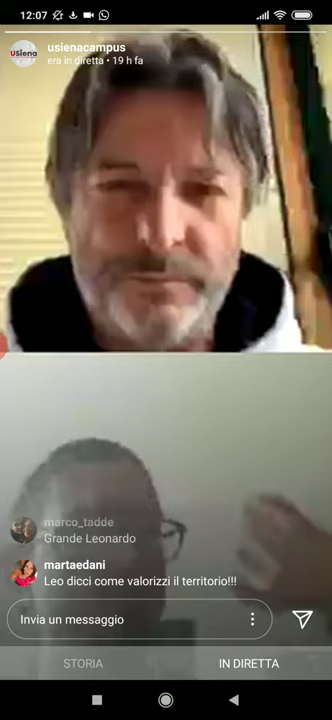 12:07
usienacampus
USiena
era in diretta • 19 h fa
marco_tadde
Grande Leonardo
martaedani
Leo dicci come valorizzi il territorio!!!
Invia un messaggio
STORIA
IN DIRETTA